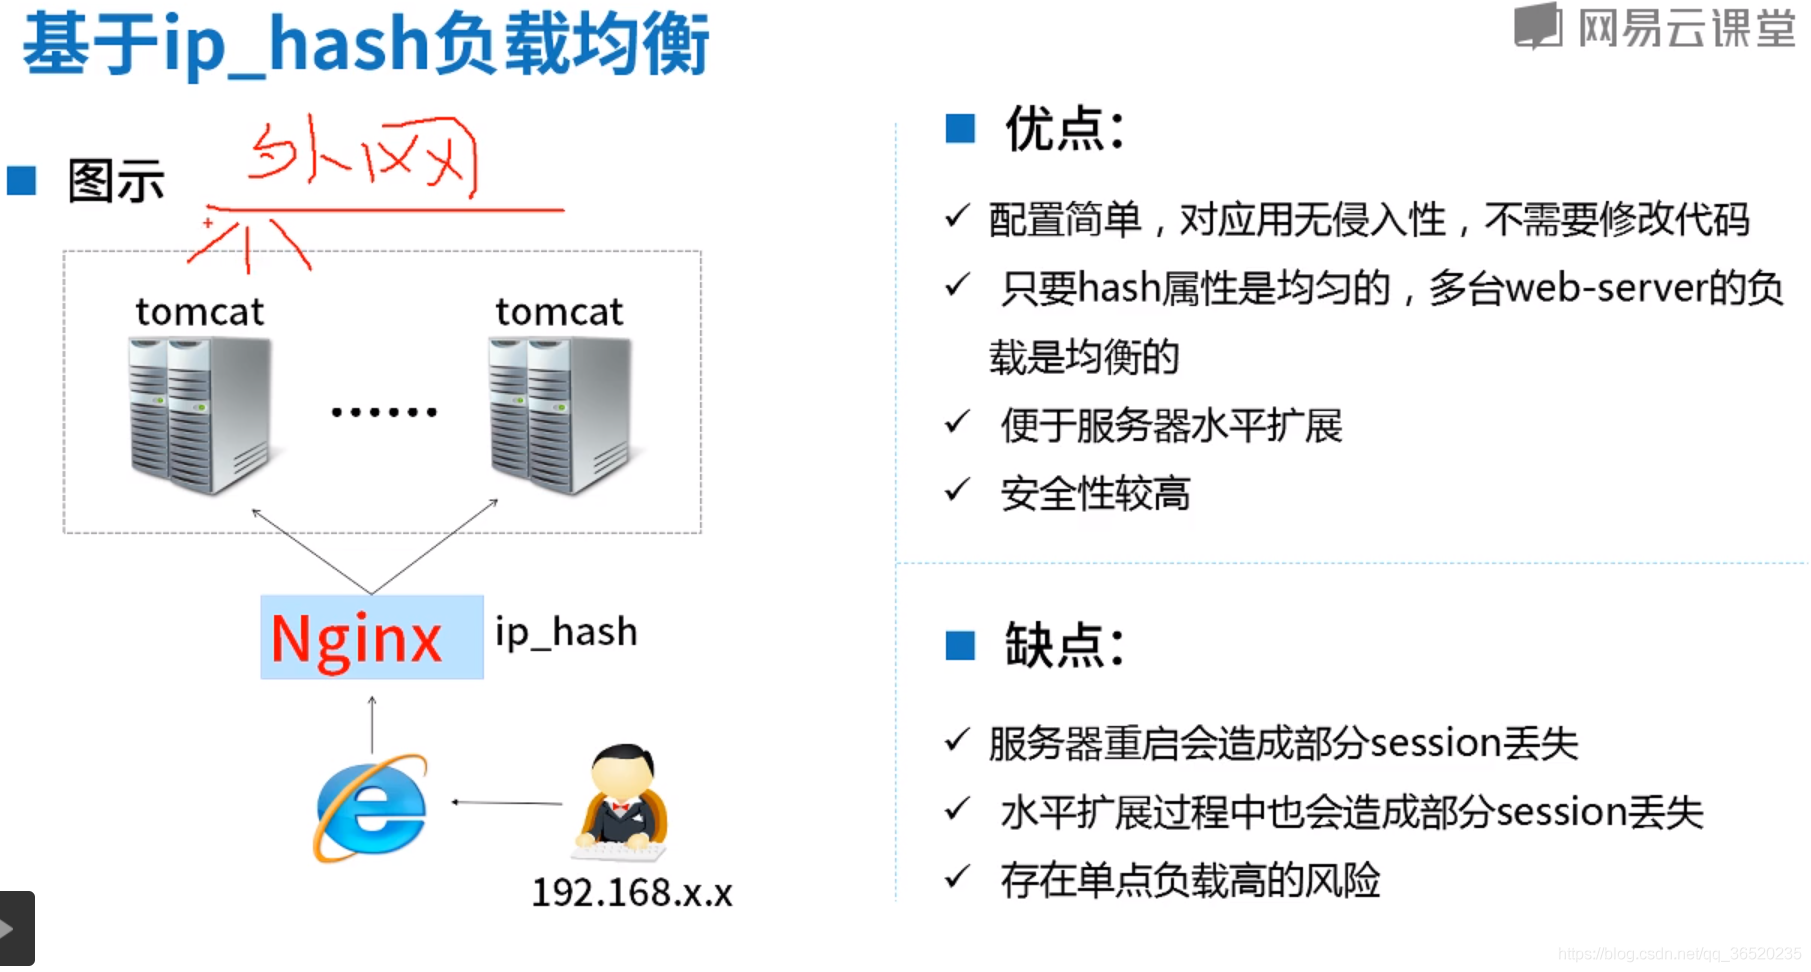 基于ip_hash负载均衡
网易云课堂
图示
外网
tomcat
tomcat
······
Nginx
ip_hash
192.168.x.x
优点：
配置简单，对应用无侵入性，不需要修改代码
只要hash属性是均匀的，多台web-server的负
载是均衡的
便于服务器水平扩展
安全性较高
缺点：
服务器重启会造成部分session丢失
水平扩展过程中也会造成部分session丢失
存在单点负载高的风险
https://blog.csdn.net/qq_36520235